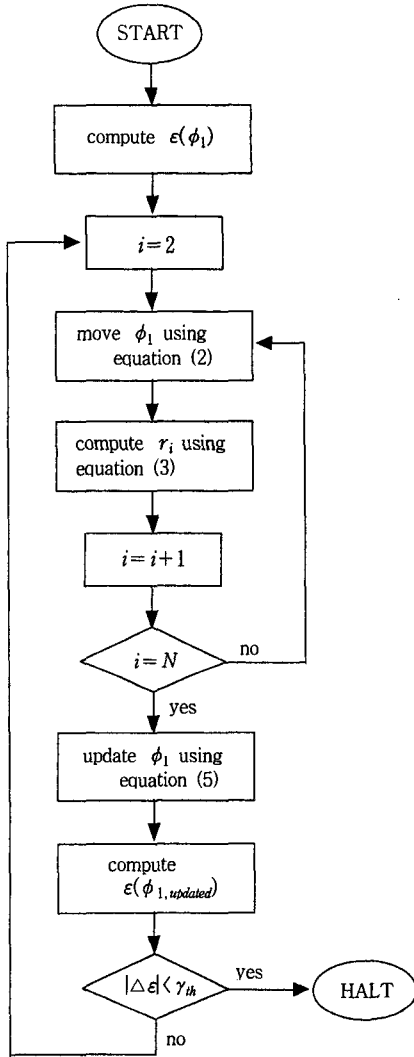 START
compute ε(ϕ₁)
i=2
move ϕ₁ using
equation (2)
compute rᵢ using
equation (3)
i=i+1
i=N
no
yes
update ϕ₁ using
equation (5)
compute
ε(ϕ₁,updated)
|△ε|<γth
yes
HALT
no